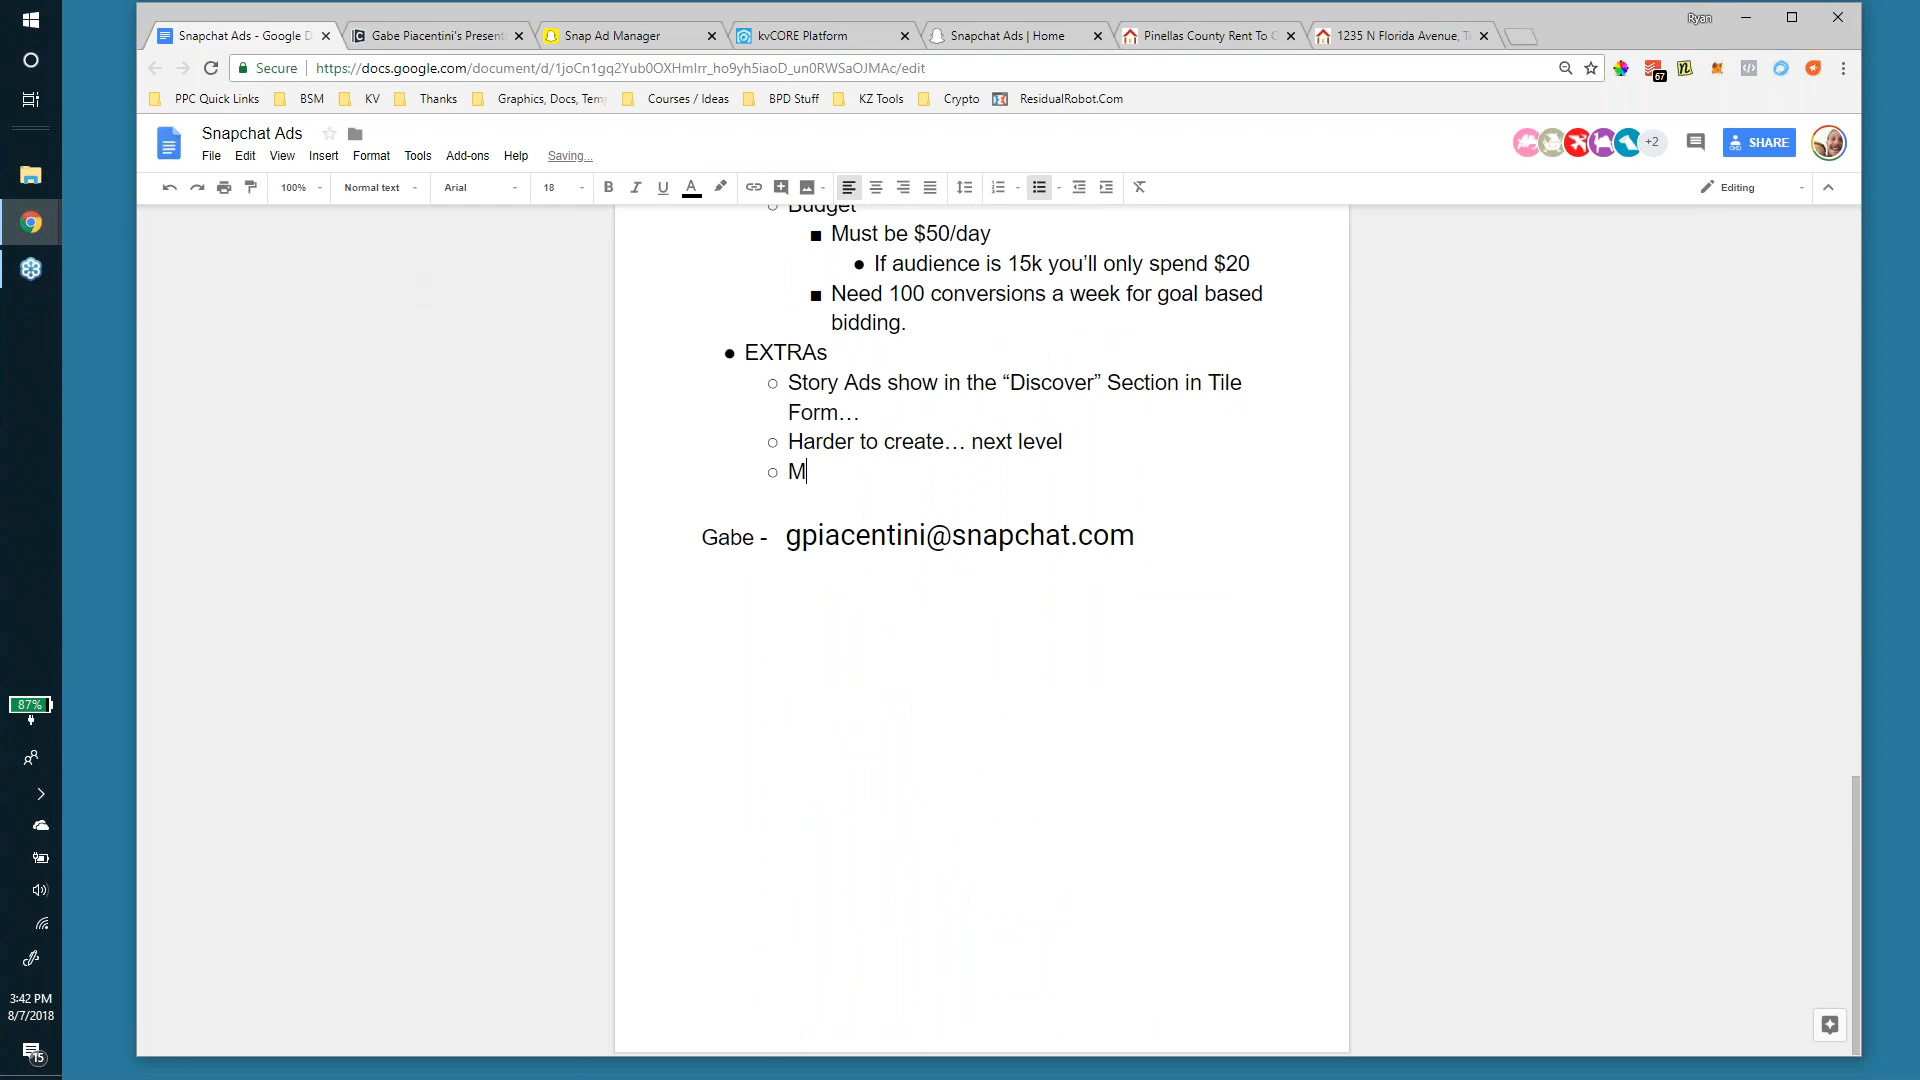 Ryan
Snapchat Ads - Google D
Gabe Piacentini's Present
Snap Ad Manager
kvCORE Platform
Snapchat Ads | Home
Pinellas County Rent To
1235 N Florida Avenue,
Secure
https://docs.google.com/document/d/1joCn1gq2Yub0OXHmIrr_ho9yh5iaoD_un0RWSaOJMAc/edit
67
PPC Quick Links
BSM
KV
Thanks
Graphics, Docs, Tem
Courses / Ideas
BPD Stuff
KZ Tools
Crypto
ResidualRobot.Com
Snapchat Ads
File Edit View Insert Format Tools Add-ons Help Saving...
+2
SHARE
100%
Normal text
Arial
18
Editing
Budget
■ Must be $50/day
● If audience is 15k you’ll only spend $20
■ Need 100 conversions a week for goal based
bidding.
● EXTRAs
○ Story Ads show in the “Discover” Section in Tile
Form…
○ Harder to create… next level
○ M
Gabe - gpiacentini@snapchat.com
87%
3:42 PM
8/7/2018
15